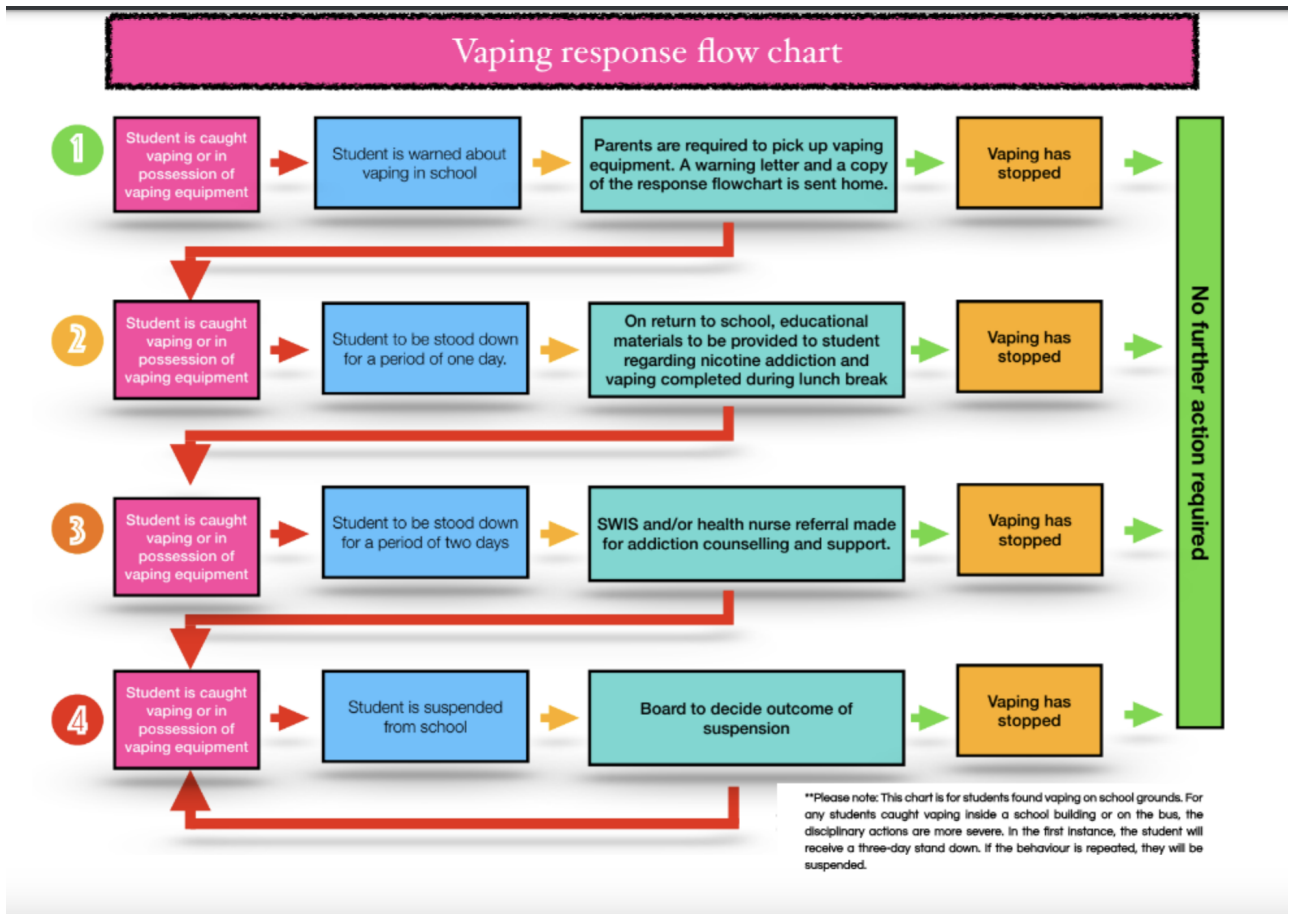 Vaping response flow chart
1
Student is caught
vaping or in
possession of
vaping equipment
Student is warned about
vaping in school
Parents are required to pick up vaping
equipment. A warning letter and a copy
of the response flowchart is sent home.
Vaping has
stopped
2
Student is caught
vaping or in
possession of
vaping equipment
Student to be stood down
for a period of one day.
On return to school, educational
materials to be provided to student
regarding nicotine addiction and
vaping completed during lunch break
Vaping has
stopped
3
Student is caught
vaping or in
possession of
vaping equipment
Student to be stood down
for a period of two days
SWIS and/or health nurse referral made
for addiction counselling and support.
Vaping has
stopped
4
Student is caught
vaping or in
possession of
vaping equipment
Student is suspended
from school
Board to decide outcome of
suspension
Vaping has
stopped
No further action required
**Please note: This chart is for students found vaping on school grounds. For
any students caught vaping inside a school building or on the bus, the
disciplinary actions are more severe. In the first instance, the student will
receive a three-day stand down. If the behaviour is repeated, they will be
suspended.